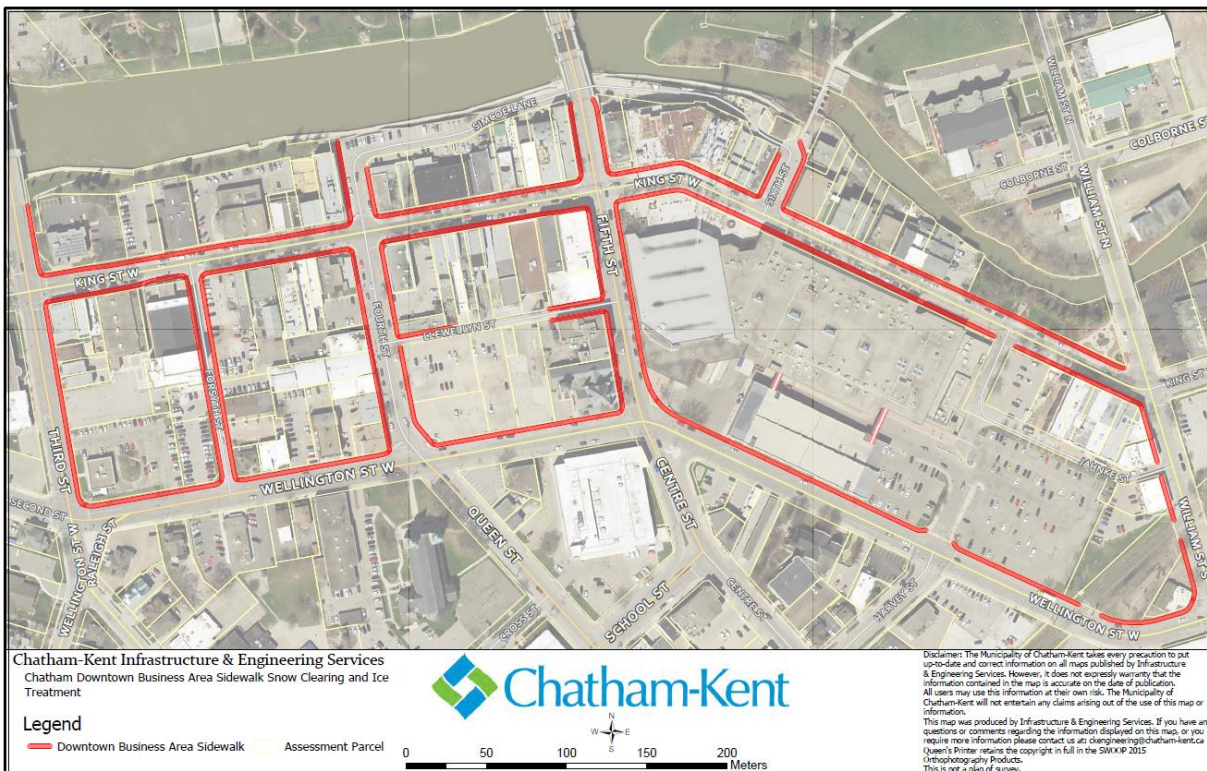 SIMCOE LANE
WILLIAM ST N
COLBORNE ST
COLBORNE ST
WILLIAM ST N
KING ST W
SIXTH ST
FIFTH ST
KING ST W
FOURTH ST
LLEWELLYN ST
FORSYTH ST
KING ST
THIRD ST
WELLINGTON ST W
JAHNKE ST
SECOND ST
WELLINGTON ST W
RALEIGH ST
QUEEN ST
CENTRE ST
WILLIAM ST S
CROSS ST
SCHOOL ST
CENTRE ST
HARVEY ST
WELLINGTON ST W
Chatham-Kent Infrastructure & Engineering Services
Chatham Downtown Business Area Sidewalk Snow Clearing and Ice
Treatment
Legend
Downtown Business Area Sidewalk
Assessment Parcel
Chatham-Kent
N
W E
S
0 50 100 150 200
Meters
Disclaimer: The Municipality of Chatham-Kent takes every precaution to put
up-to-date and correct information on all maps published by Infrastructure
& Engineering Services. However, it does not expressly warranty that the
information contained in the map is accurate on the date of publication.
All users may use this information at their own risk. The Municipality of
Chatham-Kent will not entertain any claims arising out of the use of this map or
information.
This map was produced by Infrastructure & Engineering Services. If you have an
questions or comments regarding the information displayed on this map, or you
require more information please contact us at: ckengineering@chatham-kent.ca
Queen's Printer retains the copyright in full in the SWOOP 2015
Orthophotography Products.
This is not a plan of survey.